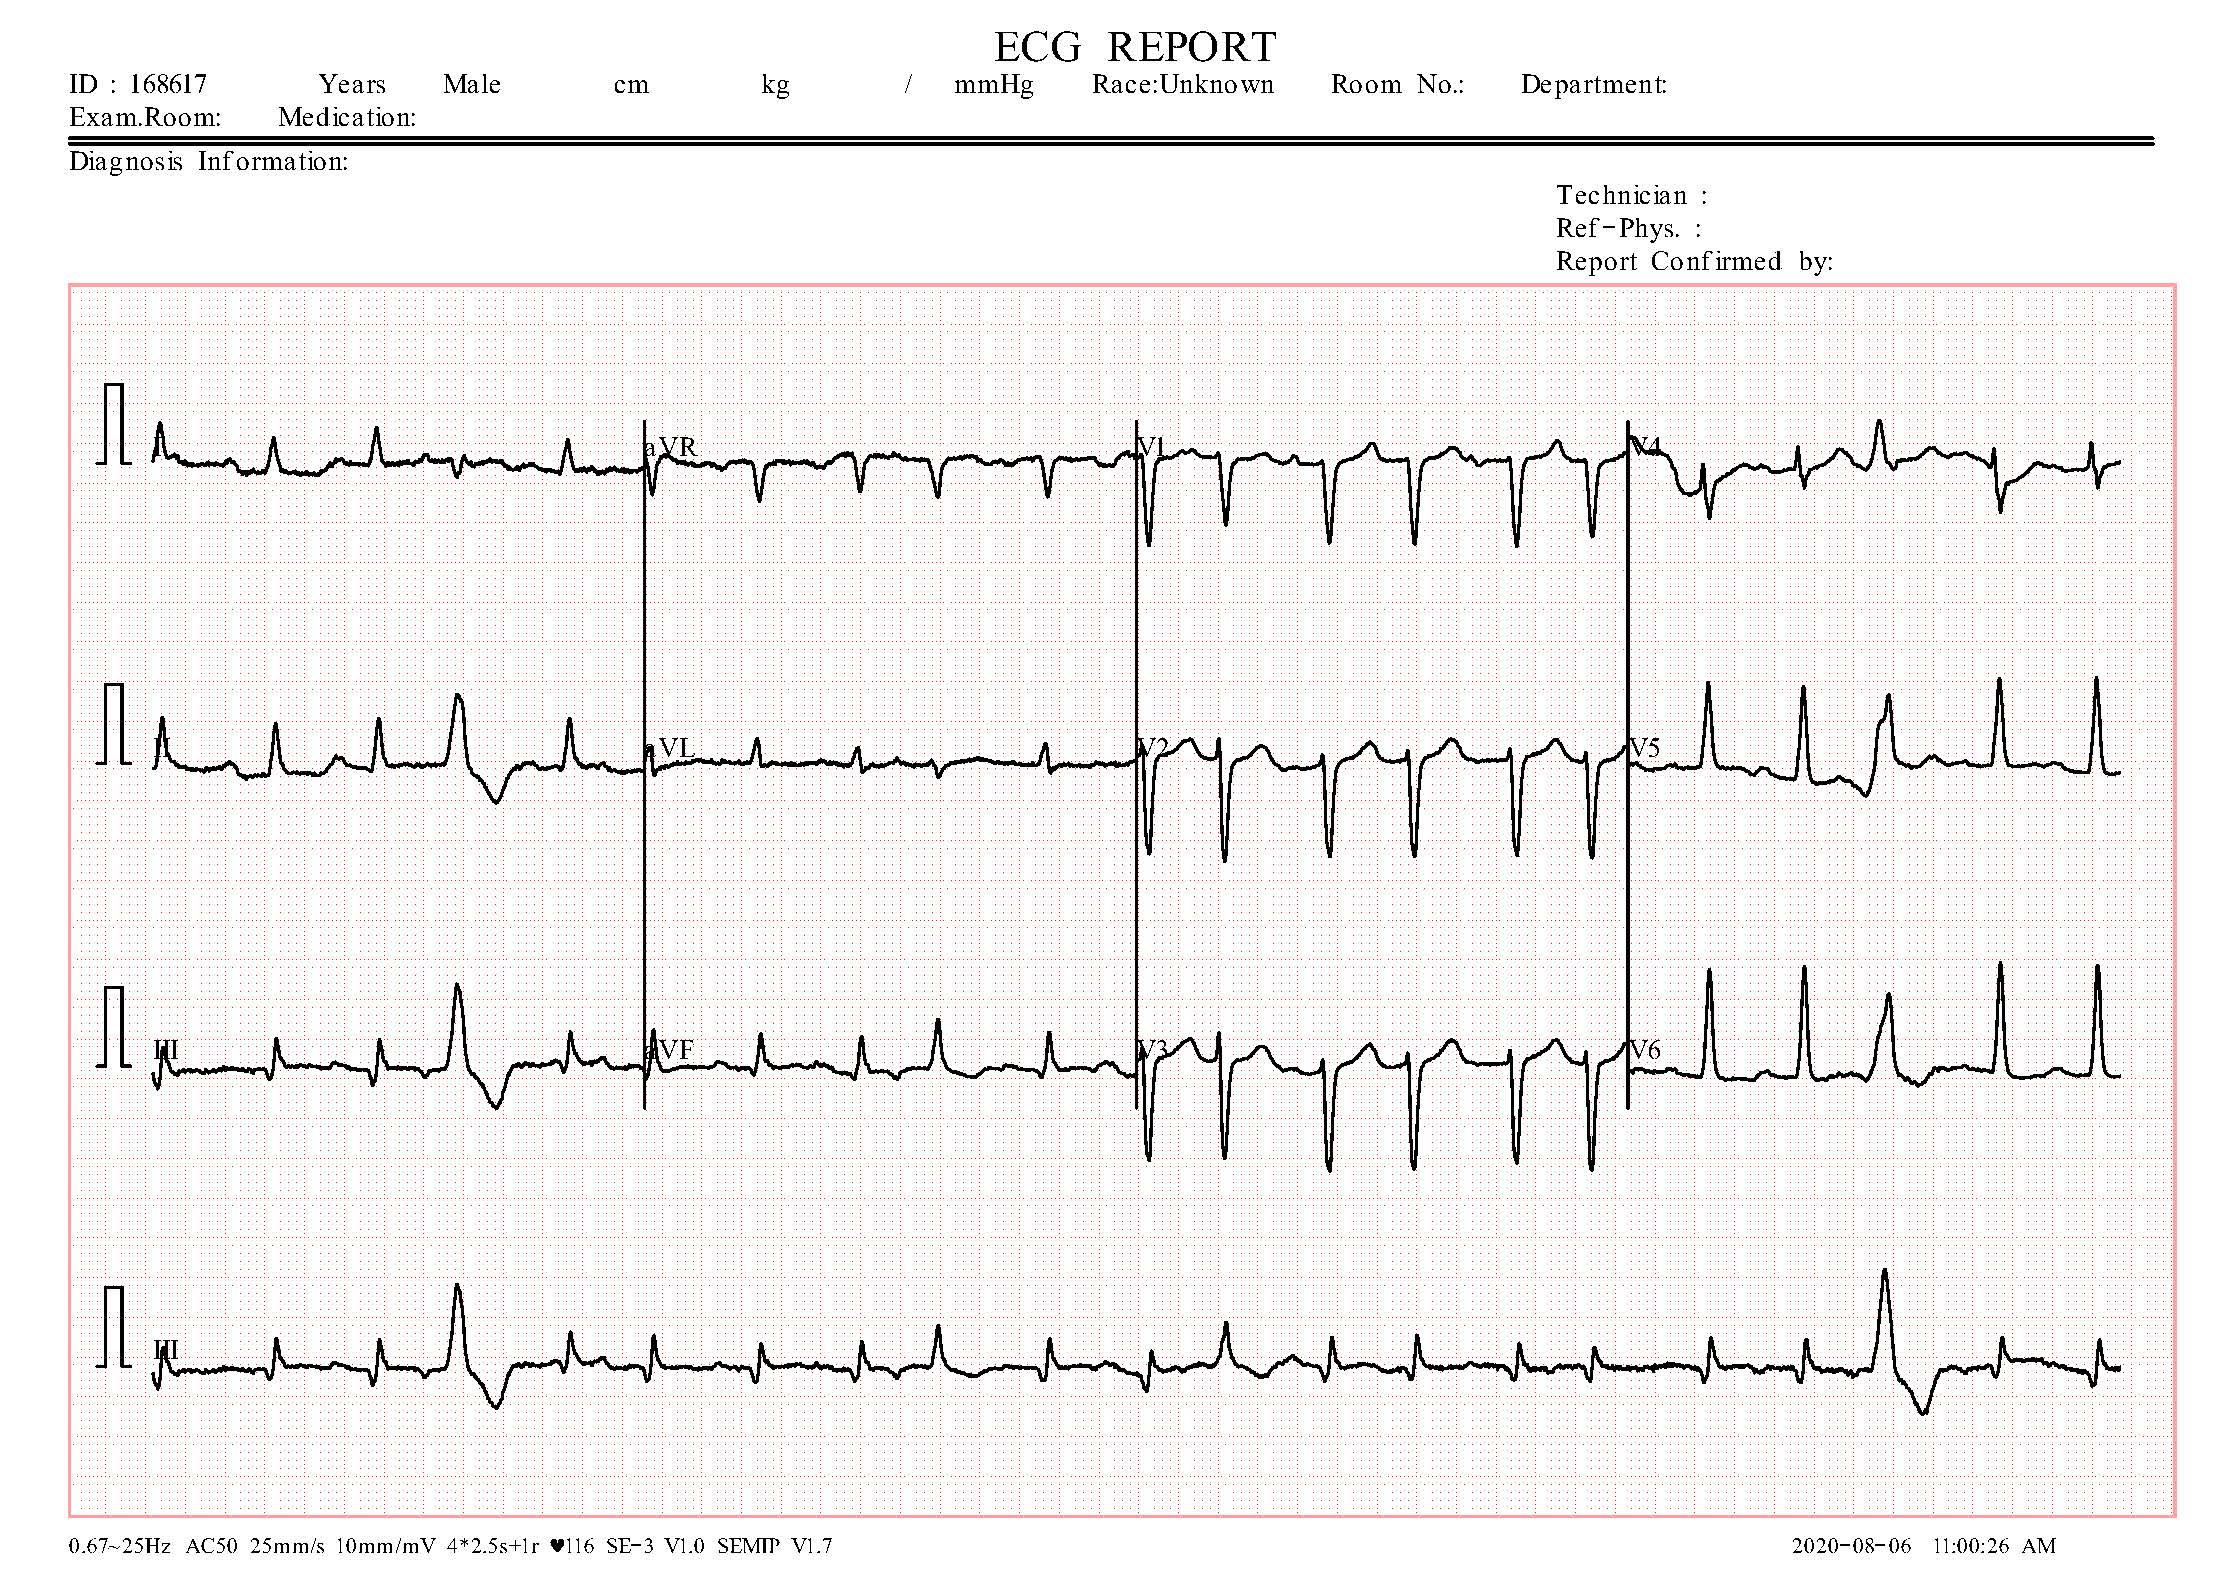 ECG REPORT
ID : 168617 Years Male cm kg / mmHg Race:Unknown Room No.: Department:
Exam.Room: Medication:
Diagnosis Information:
Technician :
Ref-Phys. :
Report Confirmed by:
I aVR V1 V4
II aVL V2 V5
III aVF V3 V6
III
0.67~25Hz AC50 25mm/s 10mm/mV 4*2.5s+1r ♥116 SE-3 V1.0 SEMIP V1.7 2020-08-06 11:00:26 AM